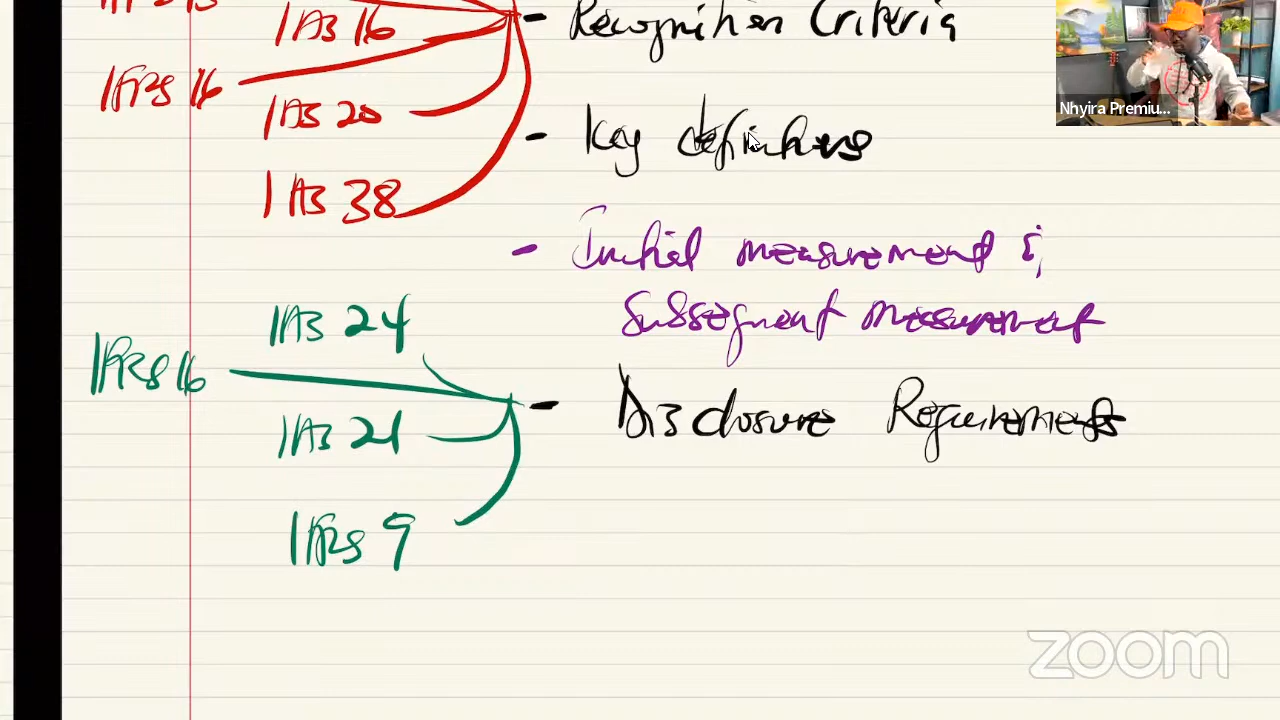 IAS 16 - Recognition Criteria
IFRS 16
IAS 20 - Key definitions
IAS 38
- Initial measurement &
subsequent measurement
IAS 24
IFRS 16 - Disclosure Requirements
IAS 21
IFRS 9
Nhyira Premiu...
zoom